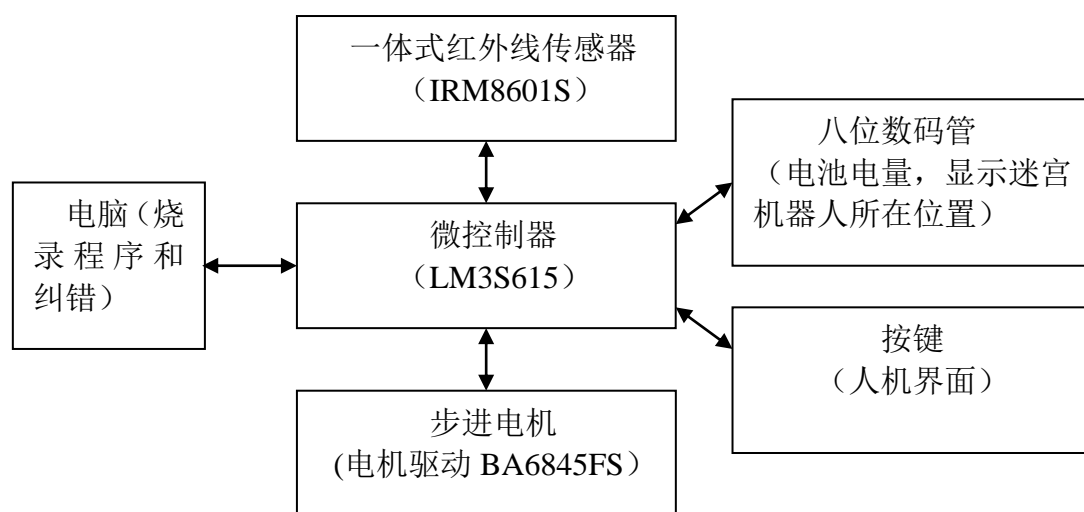 一体式红外线传感器
（IRM8601S）
八位数码管
（电池电量，显示迷宫
机器人所在位置）
电脑（烧
录程序和
纠错）
微控制器
（LM3S615）
按键
（人机界面）
步进电机
(电机驱动 BA6845FS）